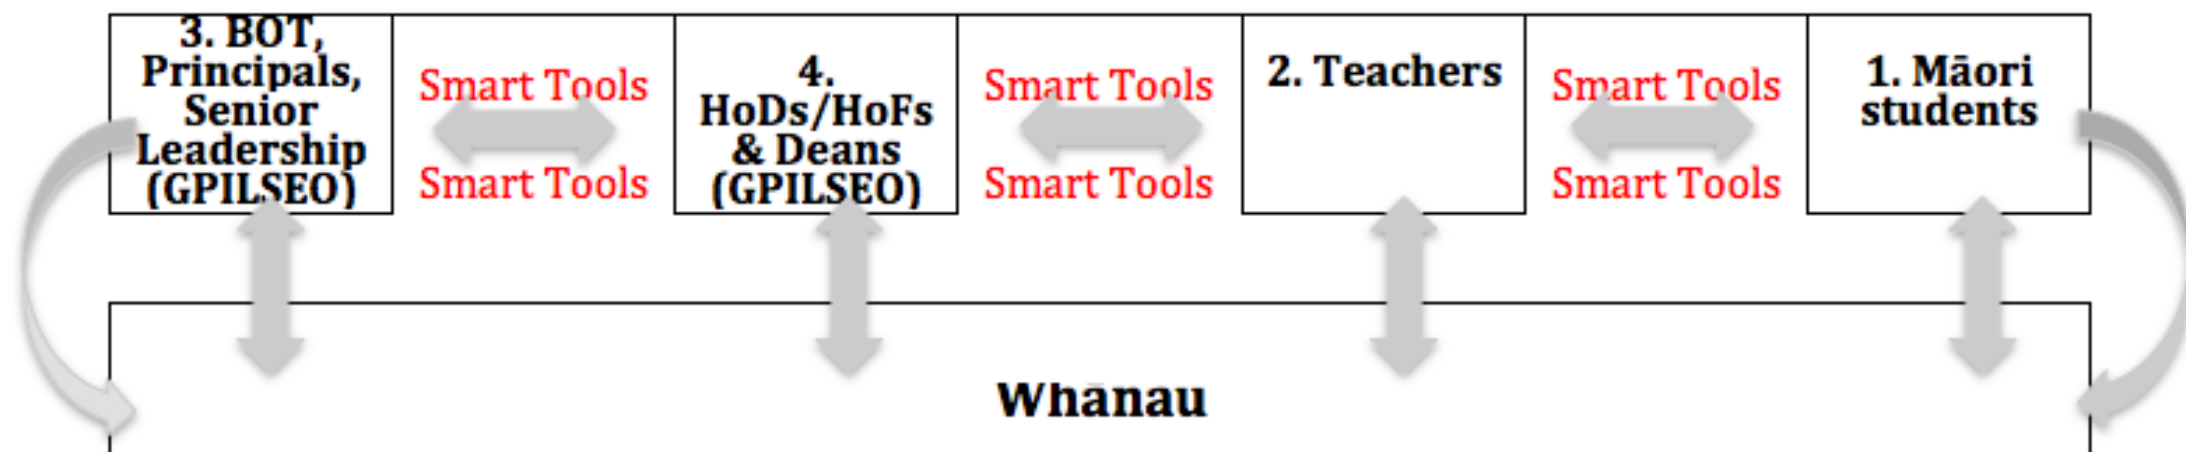 3. BOT,
Principals,
Senior
Leadership
(GPILSEO)
Smart Tools
Smart Tools
4.
HoDs/HoFs
& Deans
(GPILSEO)
Smart Tools
Smart Tools
2. Teachers
Smart Tools
Smart Tools
1. Māori
students
Whānau